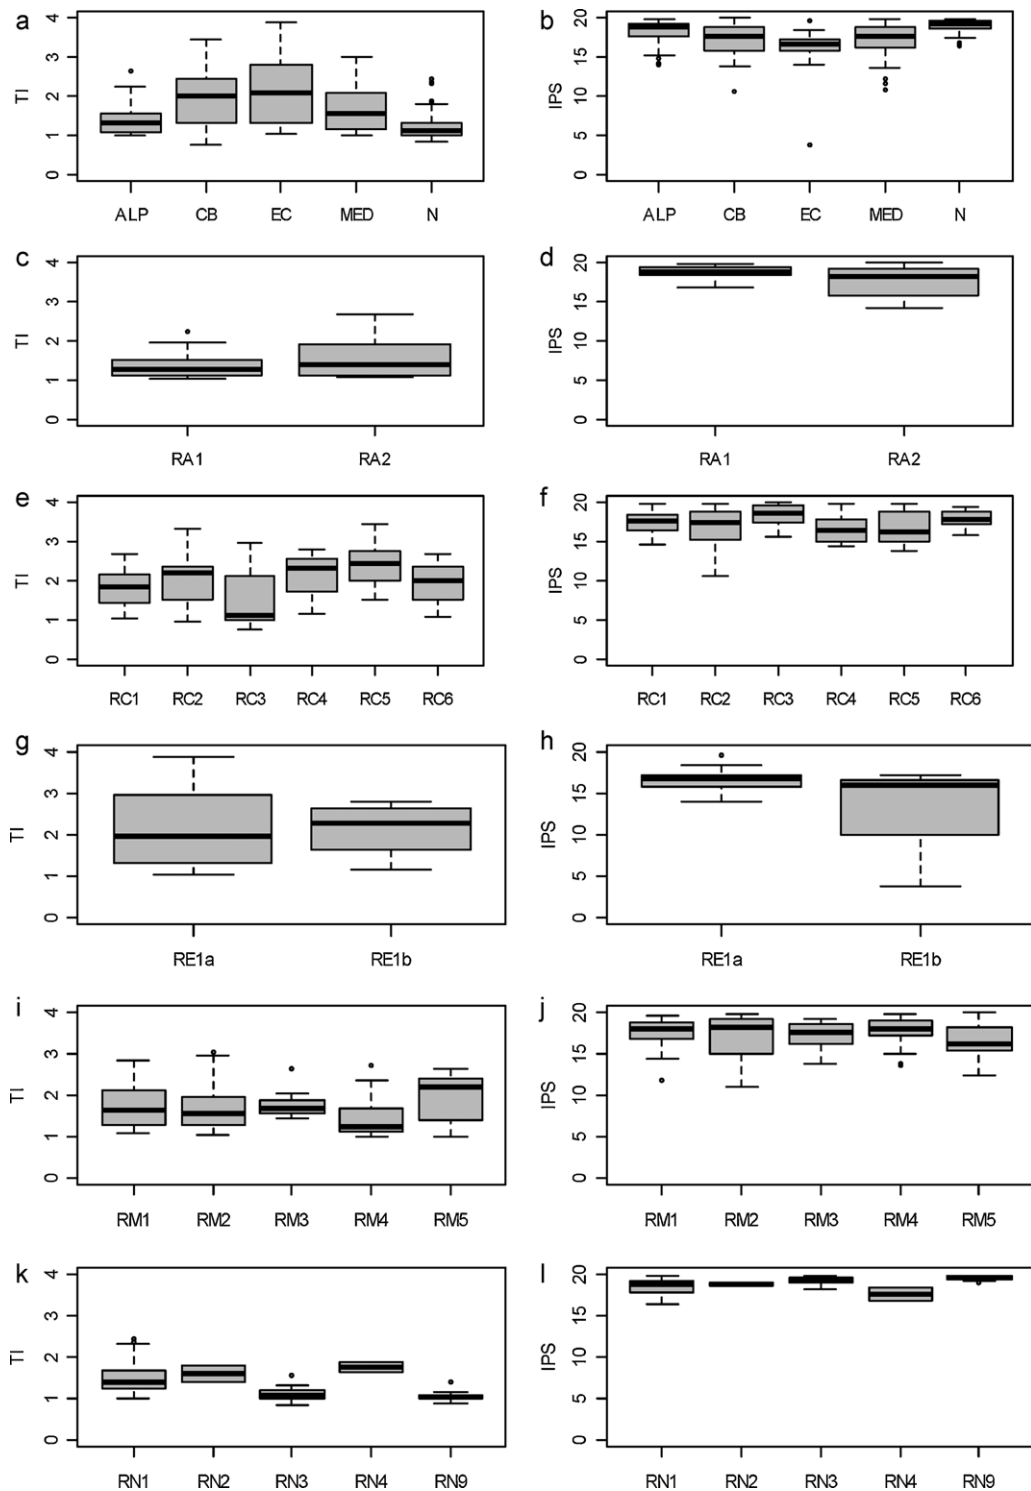 a
TI
0 1 2 3 4
ALP CB EC MED N
b
IPS
0 5 10 15 20
ALP CB EC MED N
c
TI
0 1 2 3 4
RA1 RA2
d
IPS
0 5 10 15 20
RA1 RA2
e
TI
0 1 2 3 4
RC1 RC2 RC3 RC4 RC5 RC6
f
IPS
0 5 10 15 20
RC1 RC2 RC3 RC4 RC5 RC6
g
TI
0 1 2 3 4
RE1a RE1b
h
IPS
0 5 10 15 20
RE1a RE1b
i
TI
0 1 2 3 4
RM1 RM2 RM3 RM4 RM5
j
IPS
0 5 10 15 20
RM1 RM2 RM3 RM4 RM5
k
TI
0 1 2 3 4
RN1 RN2 RN3 RN4 RN9
l
IPS
0 5 10 15 20
RN1 RN2 RN3 RN4 RN9